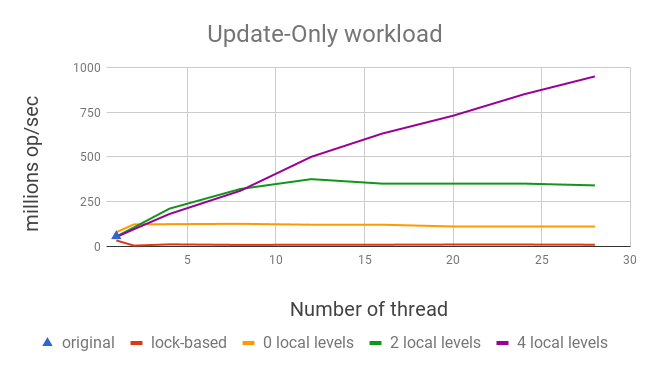 Update-Only workload
millions op/sec
1000
750
500
250
0
5 10 15 20 25 30
Number of thread
original lock-based 0 local levels 2 local levels 4 local levels